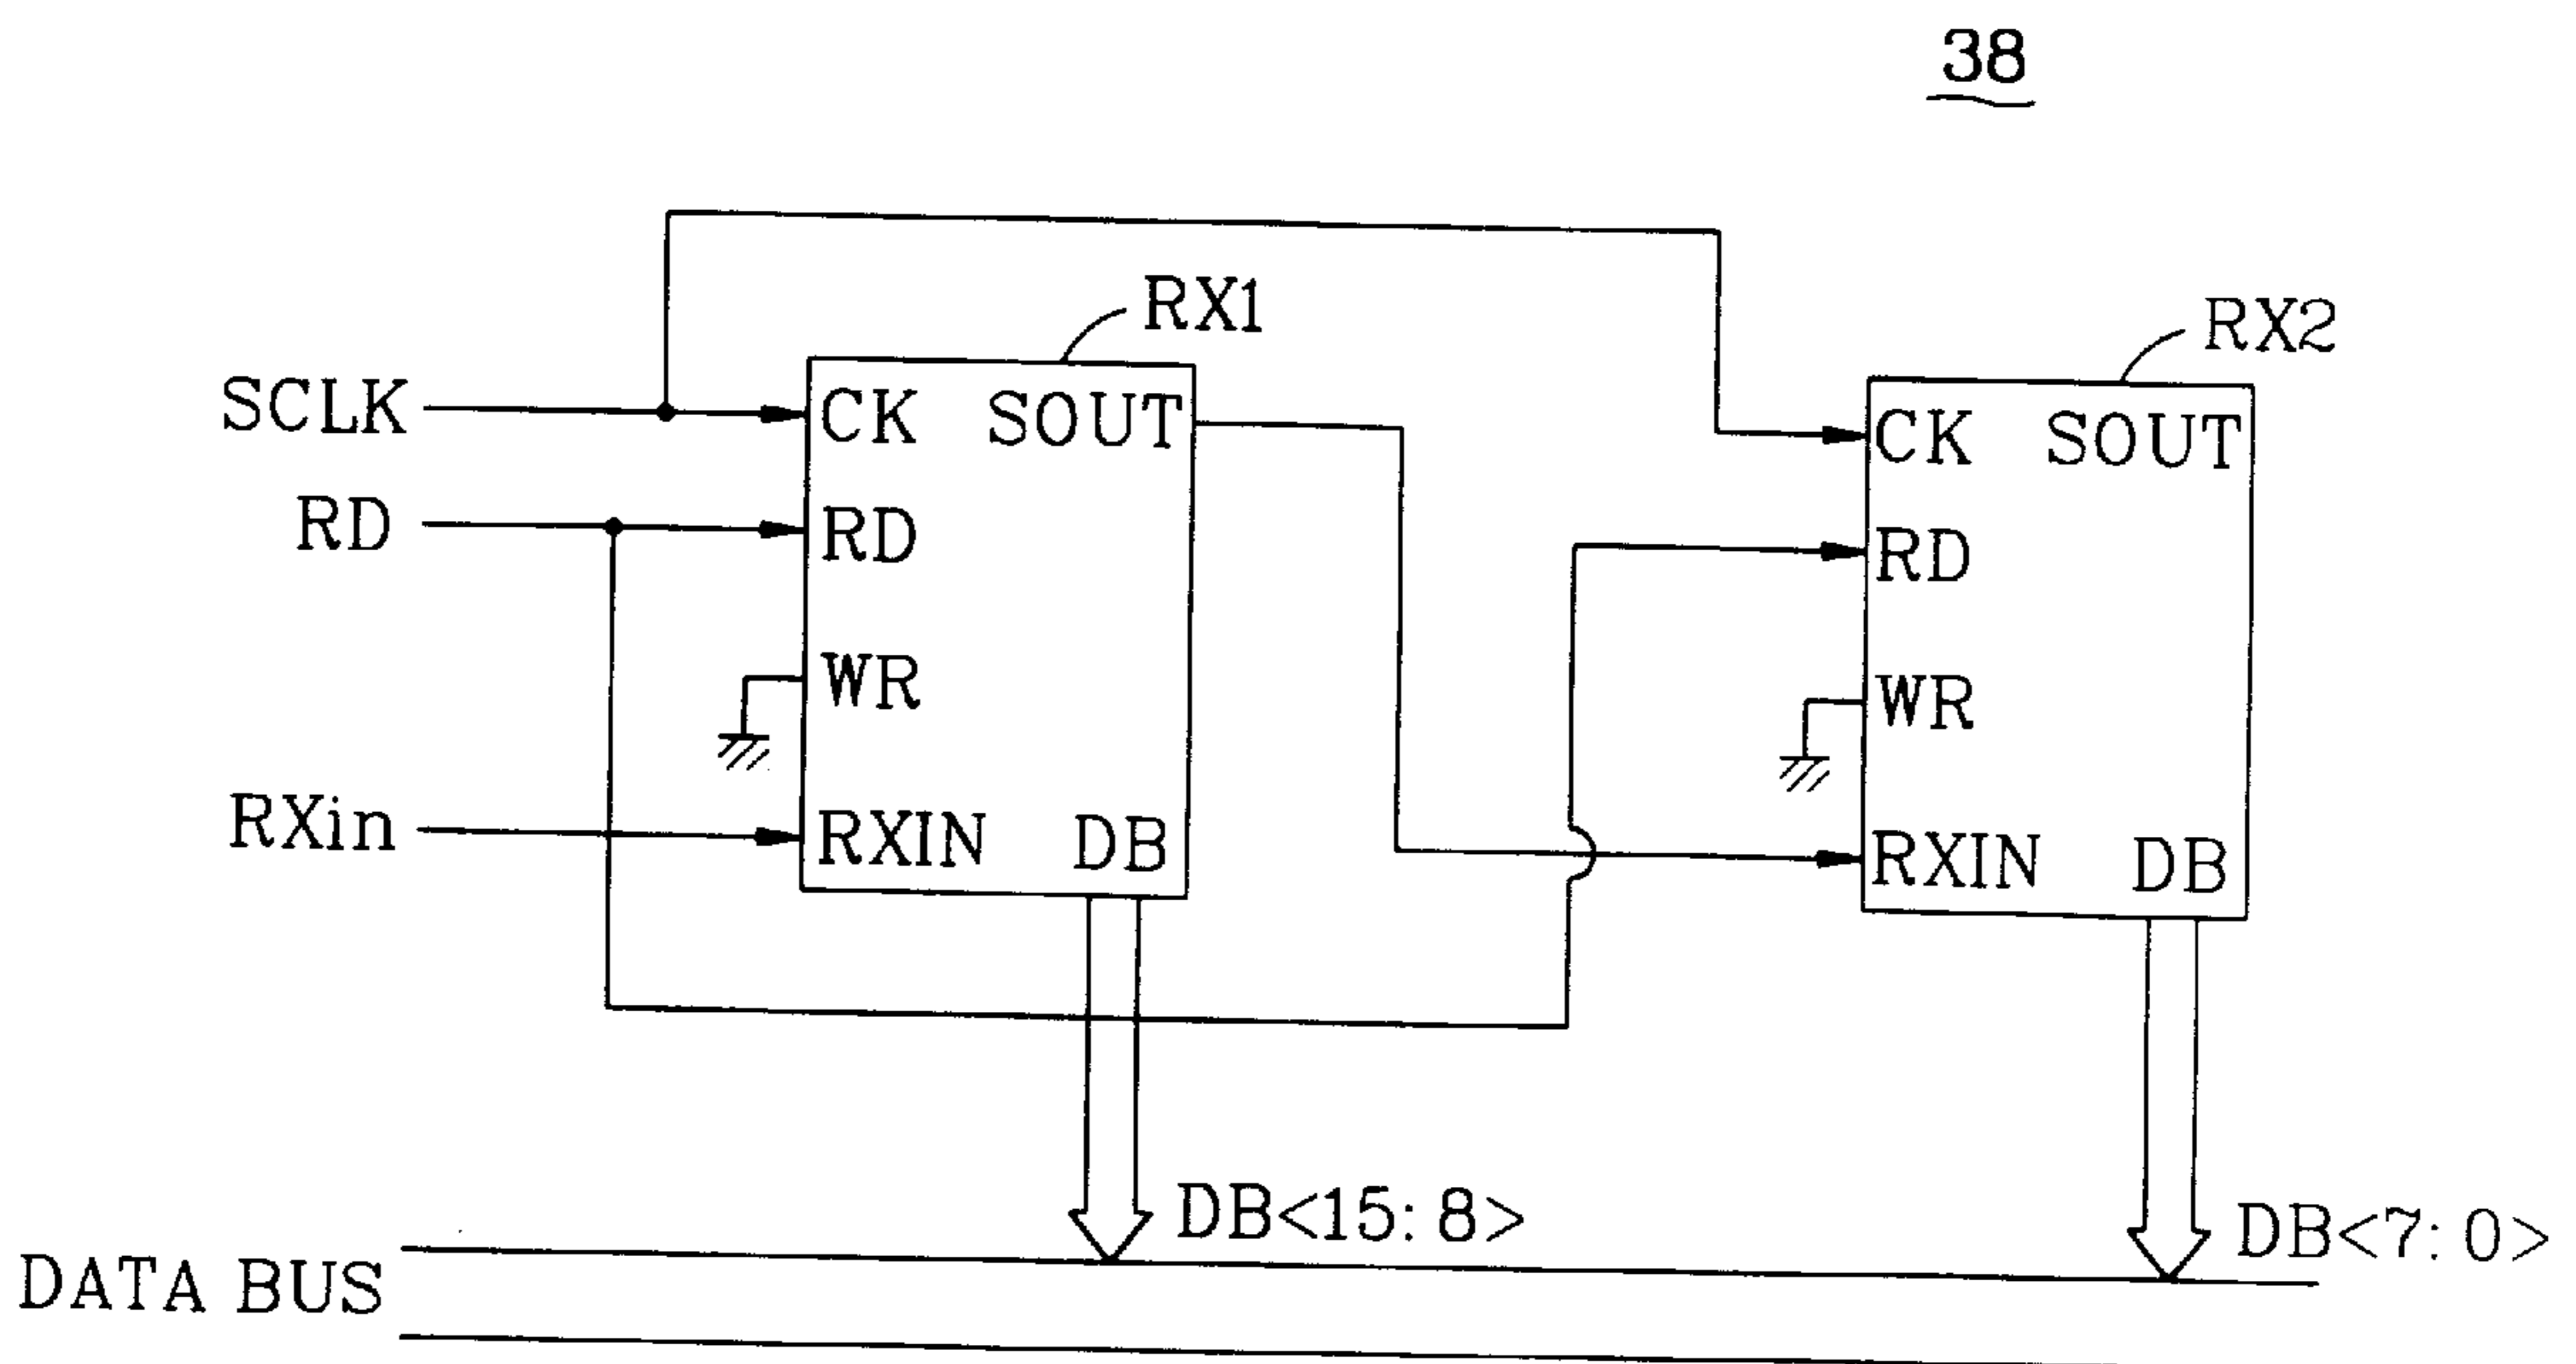 38
RX1
RX2
SCLK
CK SOUT
CK SOUT
RD
RD
RD
WR
WR
RXin
RXIN DB
RXIN DB
DB<15:8>
DB<7:0>
DATA BUS